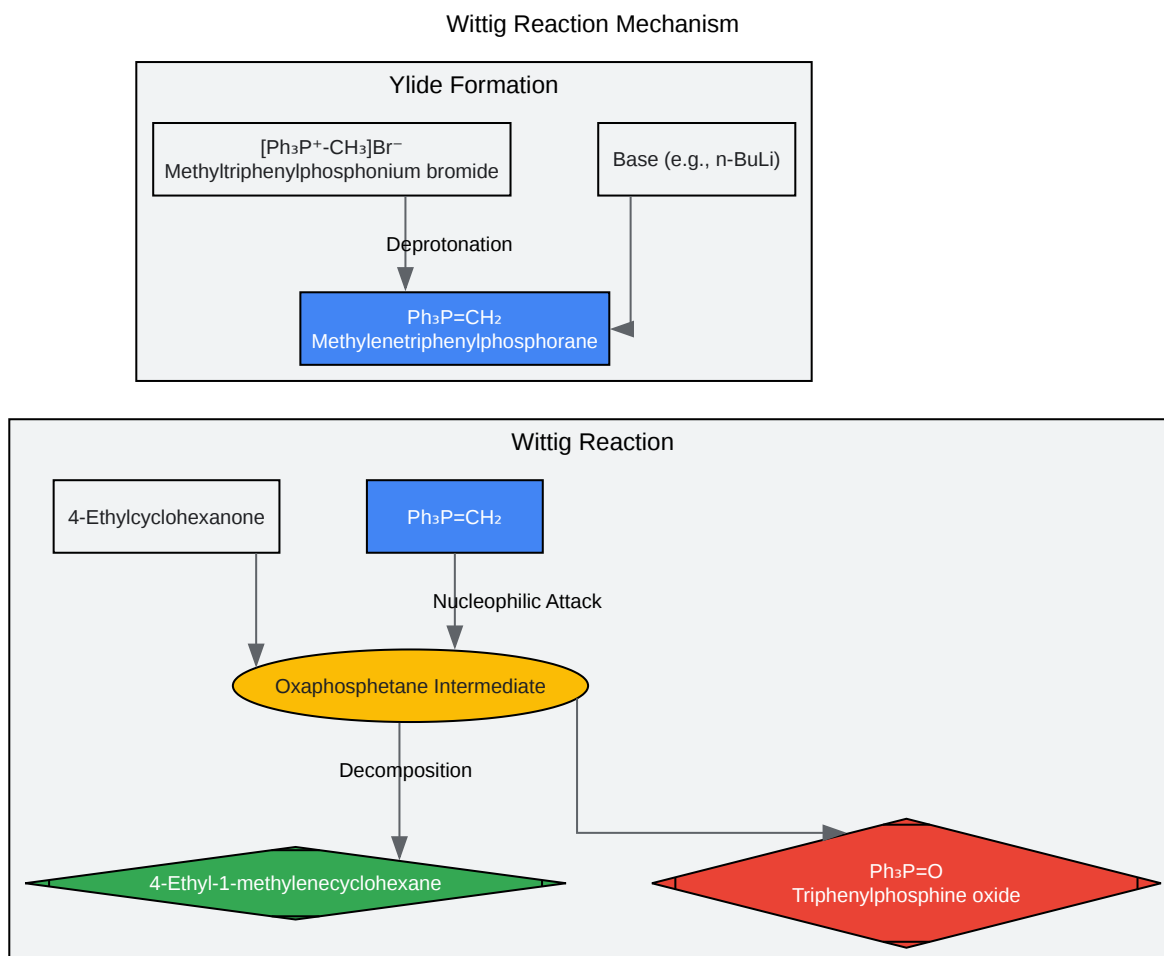 Wittig Reaction Mechanism
Ylide Formation
[Ph₃P⁺-CH₃]Br⁻
Methyltriphenylphosphonium bromide
Base (e.g., n-BuLi)
Deprotonation
Ph₃P=CH₂
Methylenetriphenylphosphorane
Wittig Reaction
4-Ethylcyclohexanone
Ph₃P=CH₂
Nucleophilic Attack
Oxaphosphetane Intermediate
Decomposition
4-Ethyl-1-methylenecyclohexane
Ph₃P=O
Triphenylphosphine oxide